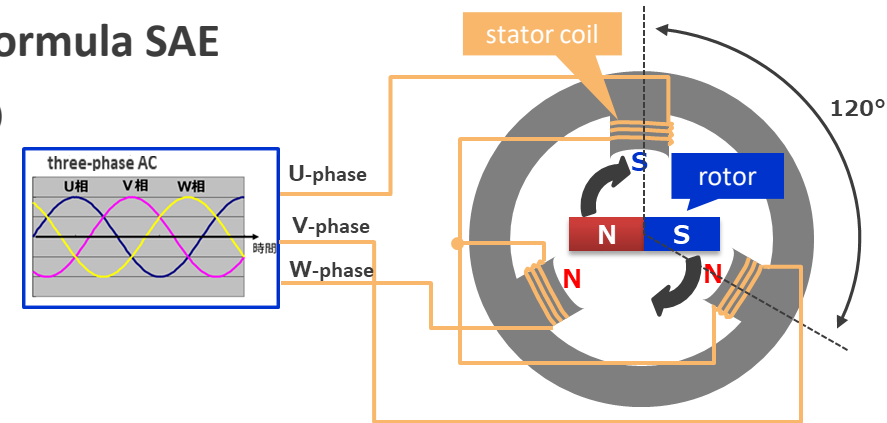 ormula SAE
)
stator coil
120°
three-phase AC
U相 V相 W相
時間
U-phase
V-phase
W-phase
S
rotor
N S
N
N